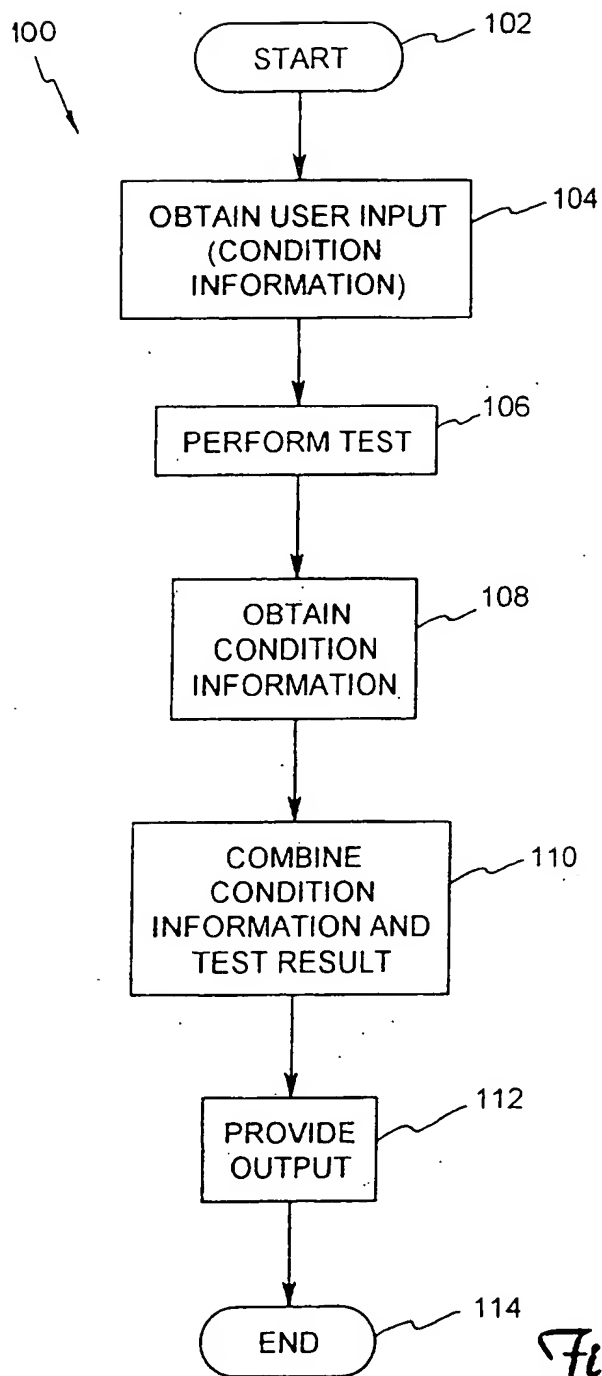 100
102
START
104
OBTAIN USER INPUT
(CONDITION
INFORMATION)
106
PERFORM TEST
108
OBTAIN
CONDITION
INFORMATION
110
COMBINE
CONDITION
INFORMATION AND
TEST RESULT
112
PROVIDE
OUTPUT
114
END
Fi